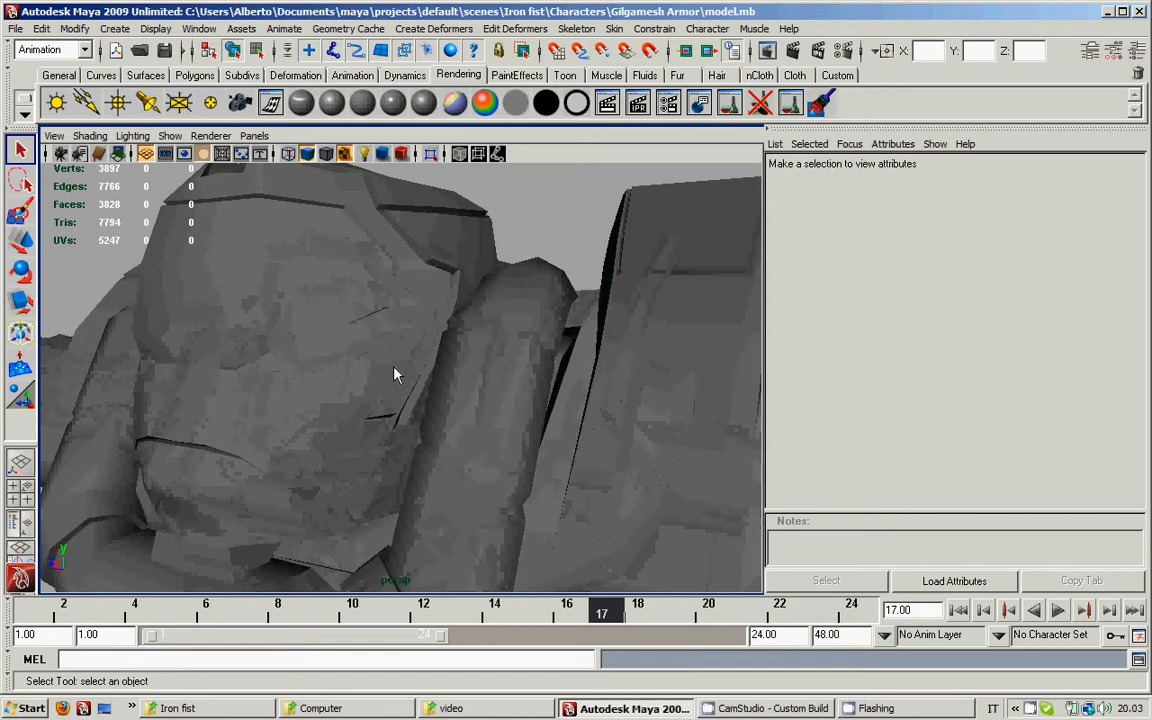 Autodesk Maya 2009 Unlimited: C:\Users\Alberto\Documents\maya\projects\default\scenes\Iron fist\Characters\Gilgamesh Armor\model.mb
File Edit Modify Create Display Window Assets Animate Geometry Cache Create Deformers Edit Deformers Skeleton Skin Constrain Character Muscle Help
Animation X: Y: Z:
General Curves Surfaces Polygons Subdivs Deformation Animation Dynamics Rendering PaintEffects Toon Muscle Fluids Fur Hair nCloth Cloth Custom
IPR
View Shading Lighting Show Renderer Panels
List Selected Focus Attributes Show Help
Make a selection to view attributes
Verts: 3897 0 0
Edges: 7766 0 0
Faces: 3828 0 0
Tris: 7794 0 0
UVs: 5247 0 0
Notes:
y
persp
Select Load Attributes Copy Tab
2 4 6 8 10 12 14 16 17 18 20 22 24 17.00
1.00 1.00 1 24 24.00 48.00 No Anim Layer No Character Set
MEL
Select Tool: select an object
Start Iron fist Computer video Autodesk Maya 200... CamStudio - Custom Build Flashing IT 20.03